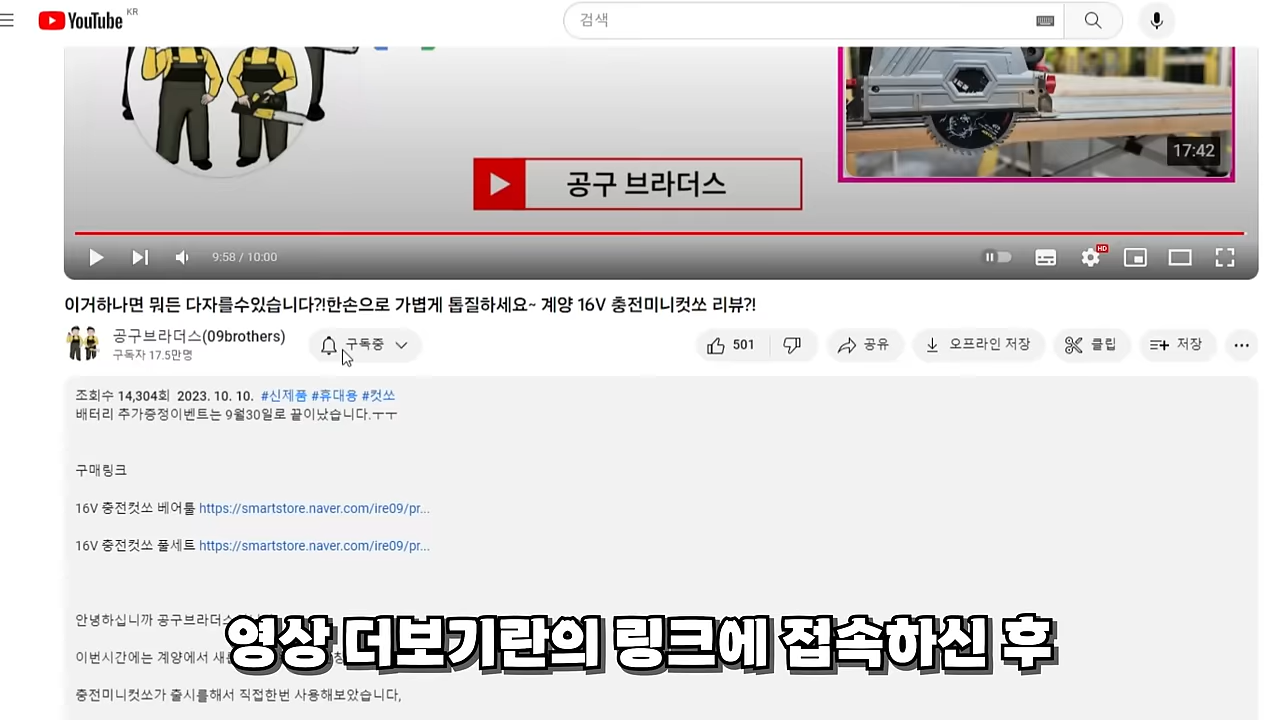 YouTube KR
검색
17:42
공구 브라더스
9:58 / 10:00
HD
이거하나면 뭐든 다자를수있습니다?!한손으로 가볍게 톱질하세요~ 계양 16V 충전미니컷쏘 리뷰?!
공구브라더스(09brothers)
구독자 17.5만명
구독중
501
공유
오프라인 저장
클립
저장
조회수 14,304회 2023. 10. 10. #신제품 #휴대용 #컷쏘
배터리 추가증정이벤트는 9월30일로 끝이났습니다.ㅜㅜ
구매링크
16V 충전컷쏘 베어툴 https://smartstore.naver.com/ire09/pr...
16V 충전컷쏘 풀세트 https://smartstore.naver.com/ire09/pr...
안녕하십니까 공구브라더스
영상 더보기란의 링크에 접속하신 후
이번시간에는 계양에서
충전미니컷쏘가 출시를해서 직접한번 사용해보았습니다,